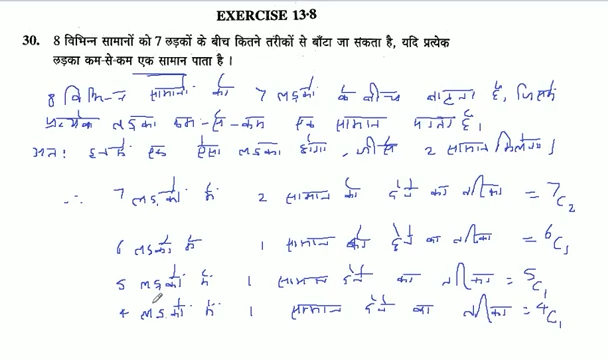 EXERCISE 13·8
30. 8 विभिन्न सामानों को 7 लड़कों के बीच कितने तरीकों से बाँटा जा सकता है, यदि प्रत्येक
लड़का कम-से-कम एक सामान पाता है ।
8 विभिन्न सामानों को 7 लड़कों के बीच बाटना है, जिसमें
प्रत्येक लड़का कम-से-कम एक सामान पाता है।
अतः इनमें एक ऐसा लड़का होगा, जिसे 2 सामान मिलेगा।
∴ 7 लड़कों में 2 सामान को देने का तरीका = ⁷C₂
6 लड़कों में 1 सामान को देने का तरीका = ⁶C₁
5 लड़कों में 1 सामान देने का तरीका = ⁵C₁
4 लड़कों में 1 सामान देने का तरीका = ⁴C₁